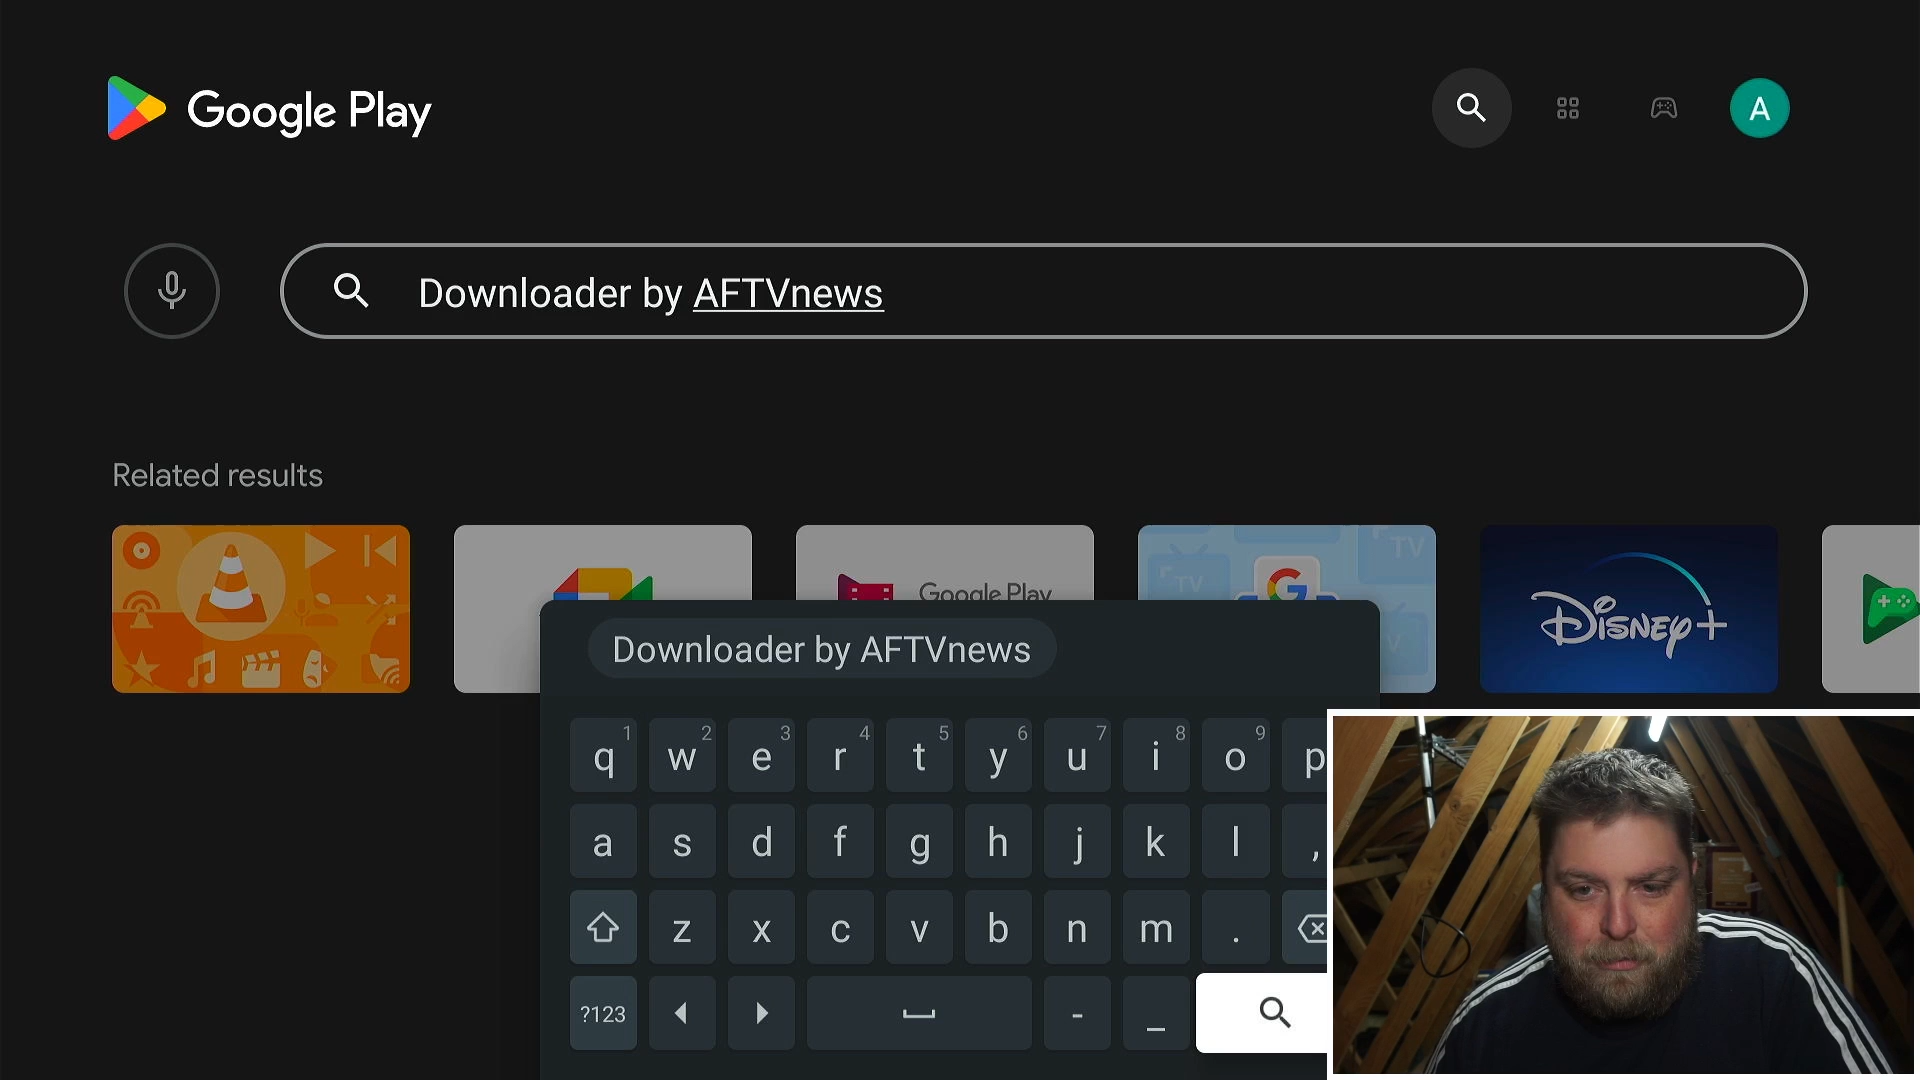 Google Play
A
Downloader by AFTVnews
Related results
TV
TV
Google Play
Disney+
Downloader by AFTVnews
q 1 w 2 e 3 r 4 t 5 y 6 u 7 i 8 o 9 p
a s d f g h j k l ,
z x c v b n m .
?123 - _